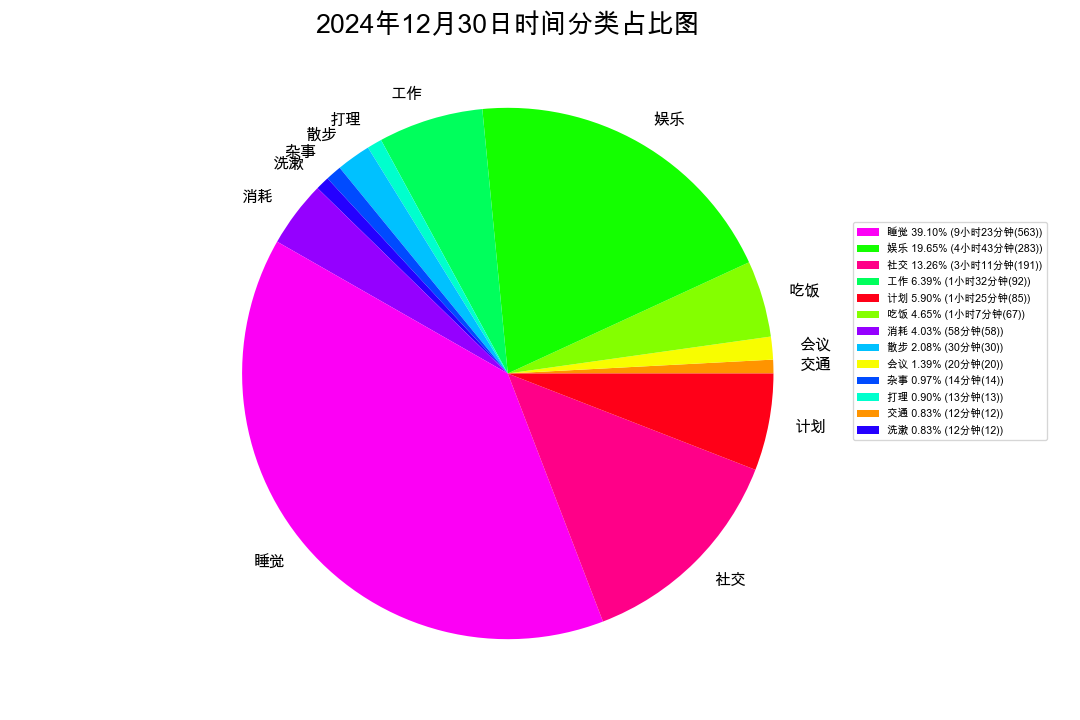 2024年12月30日时间分类占比图
工作
娱乐
打理
散步
杂事
洗漱
消耗
吃饭
会议
交通
计划
睡觉
社交
睡觉 39.10% (9小时23分钟(563))
娱乐 19.65% (4小时43分钟(283))
社交 13.26% (3小时11分钟(191))
工作 6.39% (1小时32分钟(92))
计划 5.90% (1小时25分钟(85))
吃饭 4.65% (1小时7分钟(67))
消耗 4.03% (58分钟(58))
散步 2.08% (30分钟(30))
会议 1.39% (20分钟(20))
杂事 0.97% (14分钟(14))
打理 0.90% (13分钟(13))
交通 0.83% (12分钟(12))
洗漱 0.83% (12分钟(12))